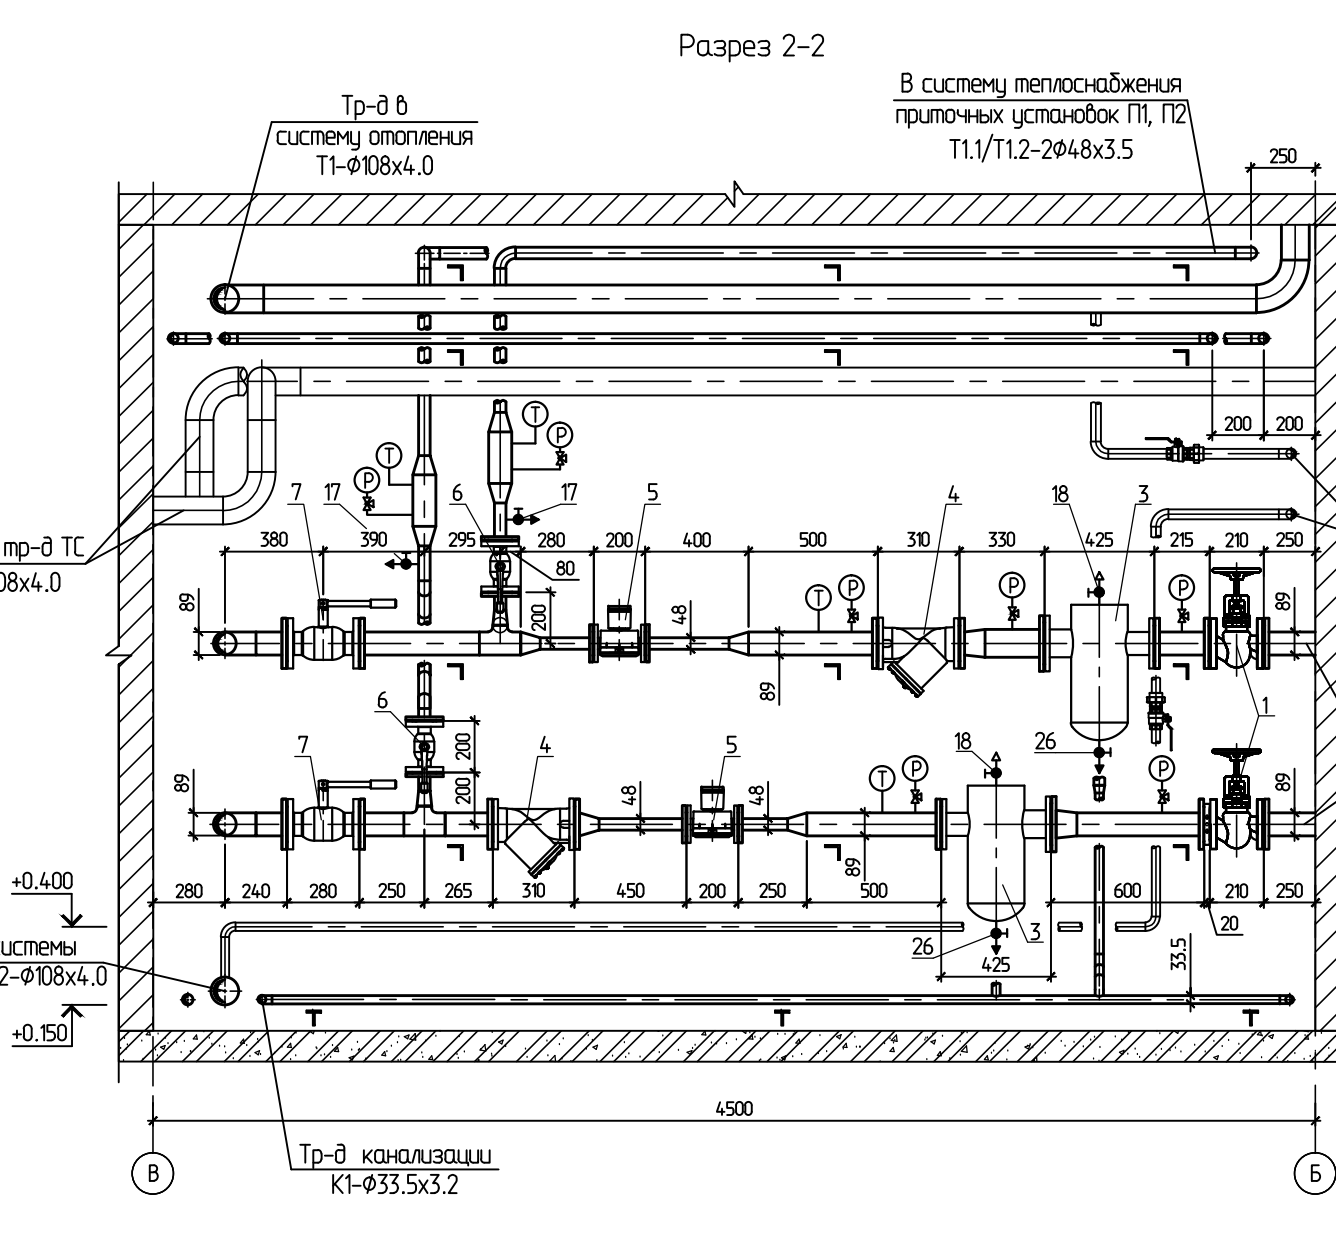 Разрез 2-2
В систему теплоснабжения
приточных установок П1, П2
Т1.1/Т1.2-2Ф48х3.5
Тр-д в
систему отопления
Т1-Ф108х4.0
250
200 200
Т
Р
Т
Р
7 17 6 17 5 4 18 3
тр-д ТС
08х4.0
380 390 295 280 200 400 500 310 330 425 215 210 250
80
200
89
48
89
Т Р Р Р
89
6
200
200
7 4 5 18 26 1
89
48
48
89
Т Р Р
89
+0.400
280 240 280 250 265 310 450 200 250 500 600 210 250
20
3
26
425
33.5
системы
2-Ф108х4.0
+0.150
4500
Тр-д канализации
К1-Ф33.5х3.2
В Б